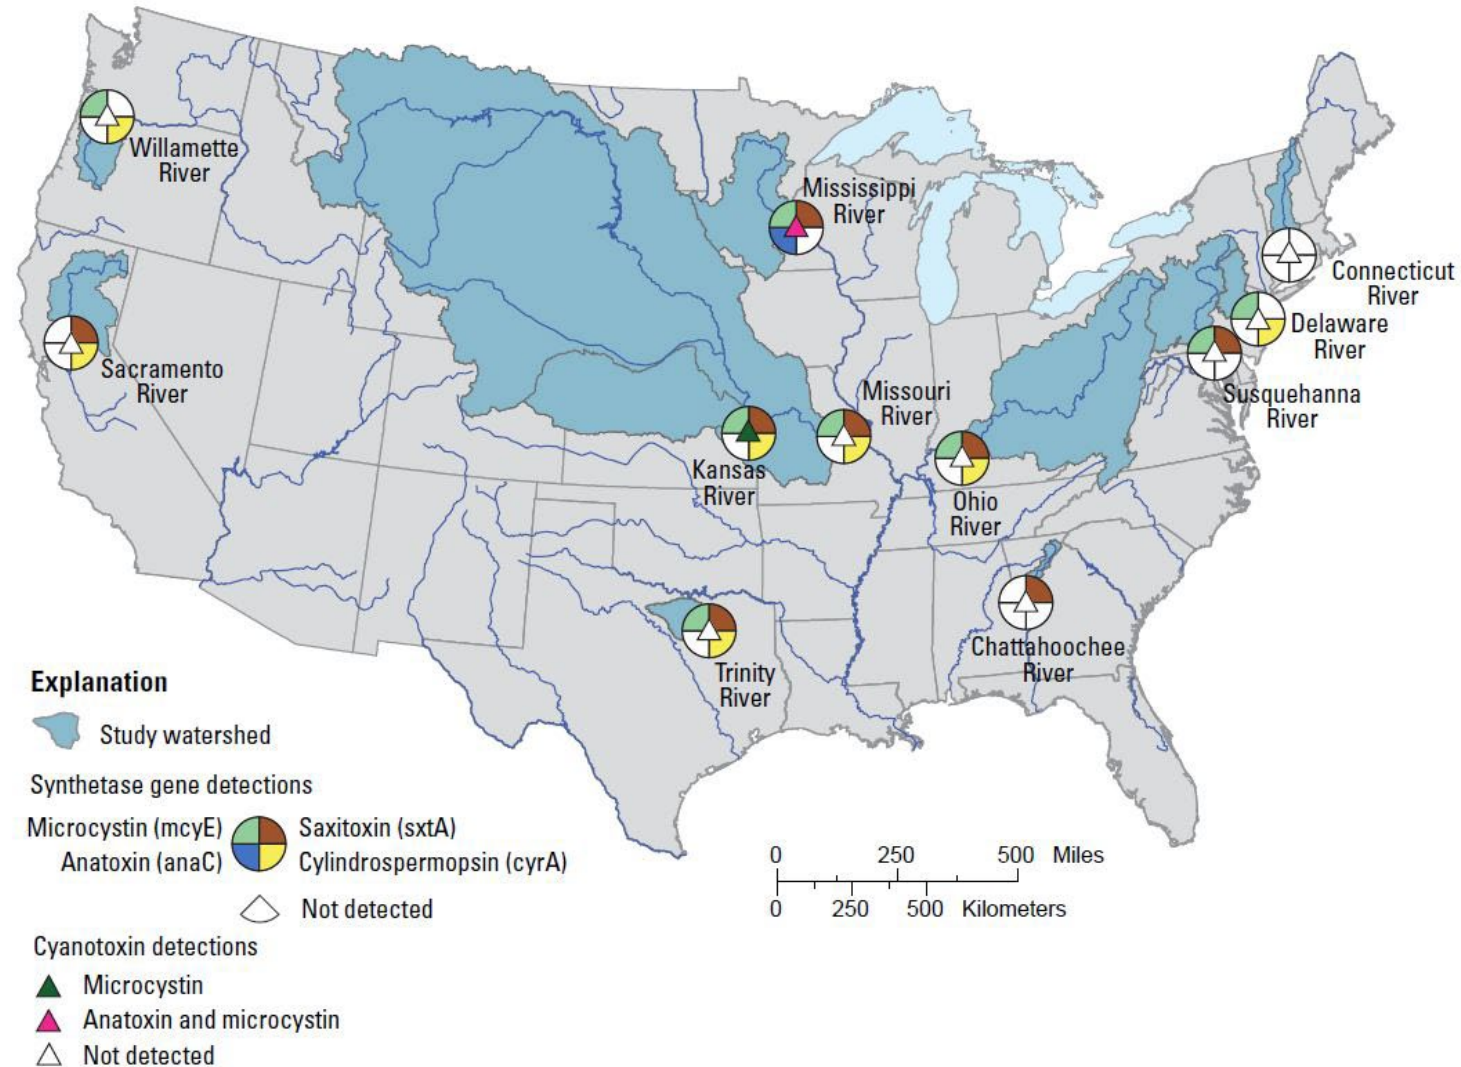 Willamette
River
Mississippi
River
Connecticut
River
Delaware
River
Sacramento
River
Missouri
River
Susquehanna
River
Kansas
River
Ohio
River
Chattahoochee
River
Trinity
River
Explanation
Study watershed
Synthetase gene detections
Microcystin (mcyE) Saxitoxin (sxtA)
Anatoxin (anaC) Cylindrospermopsin (cyrA)
Not detected
Cyanotoxin detections
Microcystin
Anatoxin and microcystin
Not detected
0 250 500 Miles
0 250 500 Kilometers